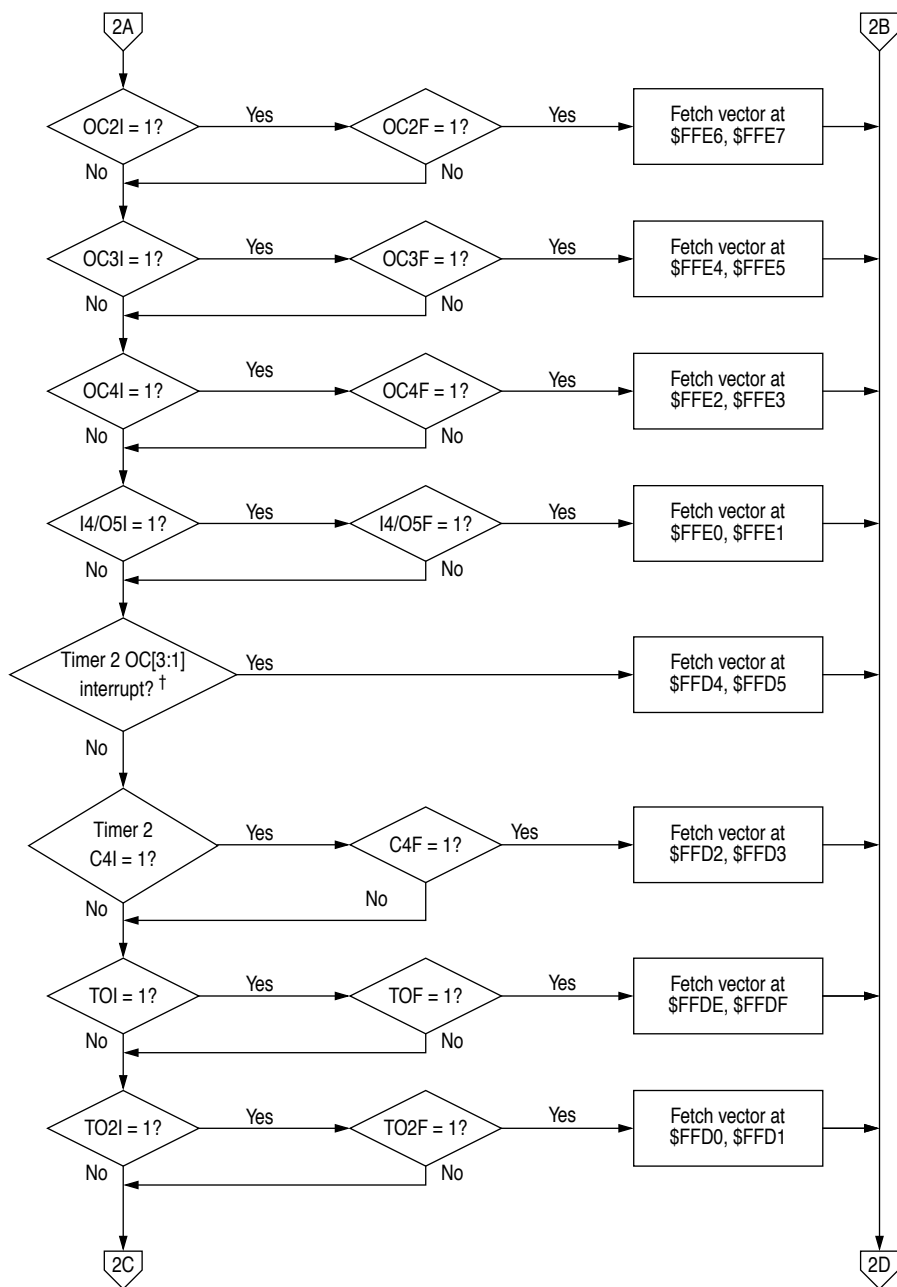 2A
2B
OC2I = 1?
Yes
OC2F = 1?
Yes
Fetch vector at
$FFE6, $FFE7
No
No
OC3I = 1?
Yes
OC3F = 1?
Yes
Fetch vector at
$FFE4, $FFE5
No
No
OC4I = 1?
Yes
OC4F = 1?
Yes
Fetch vector at
$FFE2, $FFE3
No
No
I4/O5I = 1?
Yes
I4/O5F = 1?
Yes
Fetch vector at
$FFE0, $FFE1
No
No
Timer 2 OC[3:1]
interrupt? †
Yes
Fetch vector at
$FFD4, $FFD5
No
Timer 2
C4I = 1?
Yes
C4F = 1?
Yes
Fetch vector at
$FFD2, $FFD3
No
No
TOI = 1?
Yes
TOF = 1?
Yes
Fetch vector at
$FFDE, $FFDF
No
No
TO2I = 1?
Yes
TO2F = 1?
Yes
Fetch vector at
$FFD0, $FFD1
No
No
2C
2D